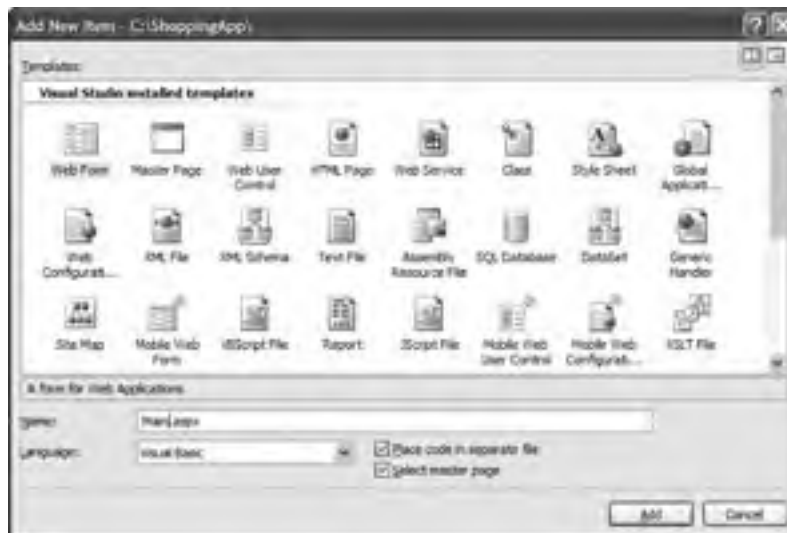 Add New Item - C:\ShoppingApp\
Templates:
Visual Studio installed templates
Web Form
Master Page
Web User Control
HTML Page
Web Service
Class
Style Sheet
Global Applicati...
Web Configurati...
XML File
XML Schema
Text File
Assembly Resource File
SQL Database
DataSet
Generic Handler
Site Map
Mobile Web Form
VBScript File
Report
JScript File
Mobile Web User Control
Mobile Web Configurati...
XSLT File
A form for Web Applications
Name:
Main.aspx
Language:
Visual Basic
Place code in separate file
Select master page
Add
Cancel